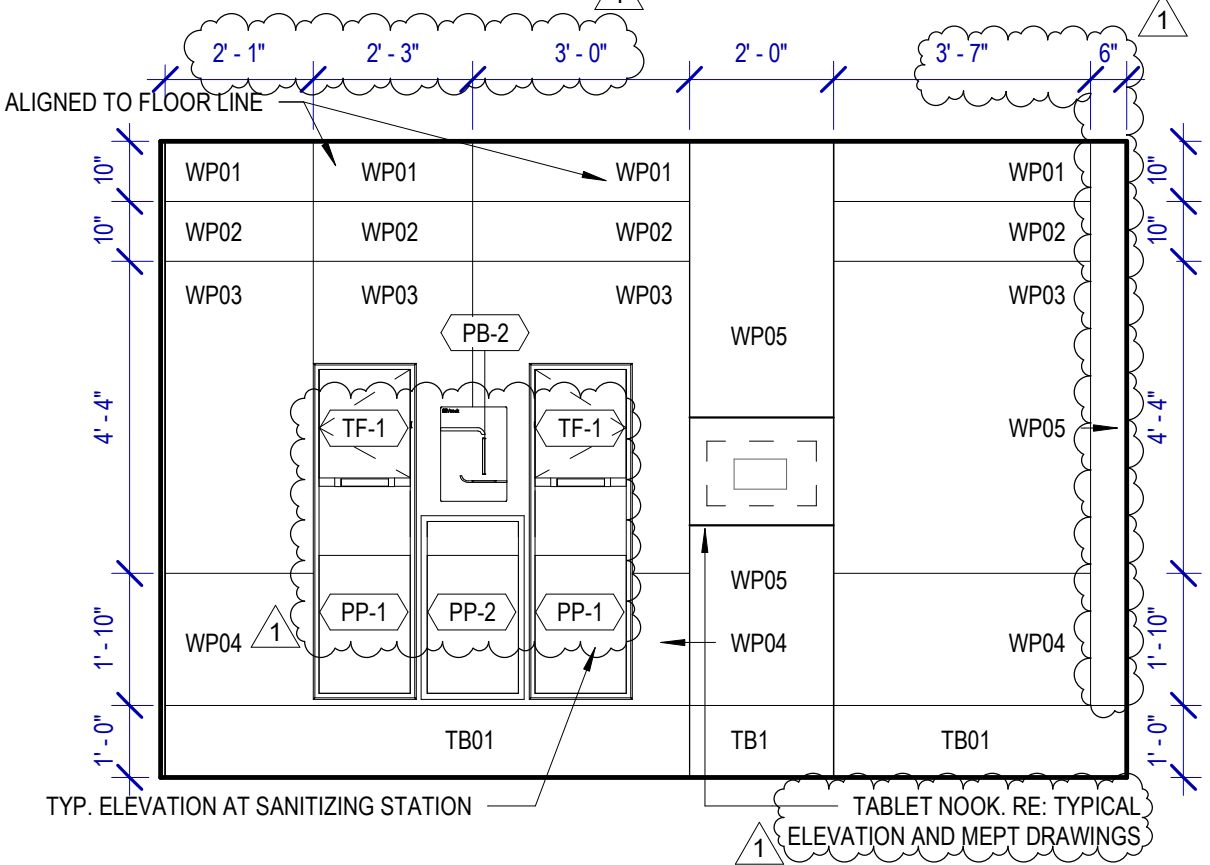 1
1
2' - 1" 2' - 3" 3' - 0" 2' - 0" 3' - 7" 6"
ALIGNED TO FLOOR LINE
10" WP01 WP01 WP01 WP01 10"
10" WP02 WP02 WP02 WP02 10"
WP03 WP03 WP03 WP03
PB-2 WP05
4' - 4" TF-1 TF-1 WP05 4' - 4"
WP05
1' - 10" PP-1 PP-2 PP-1 1' - 10"
WP04 1 WP04 WP04
1' - 0" TB01 TB1 TB01 1' - 0"
TYP. ELEVATION AT SANITIZING STATION
TABLET NOOK. RE: TYPICAL
ELEVATION AND MEPT DRAWINGS
1